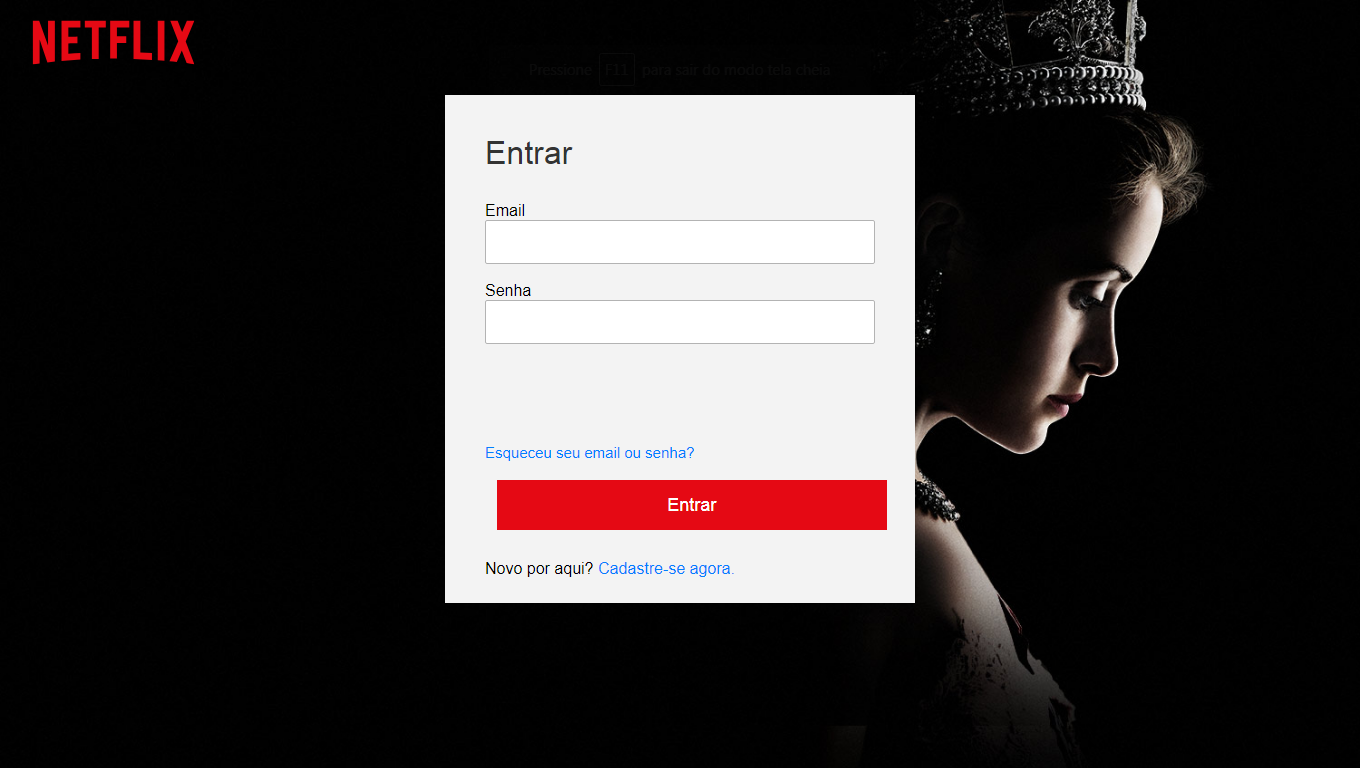 NETFLIX
Pressione F11 para sair do modo tela cheia
Entrar
Email
Senha
Esqueceu seu email ou senha?
Entrar
Novo por aqui? Cadastre-se agora.